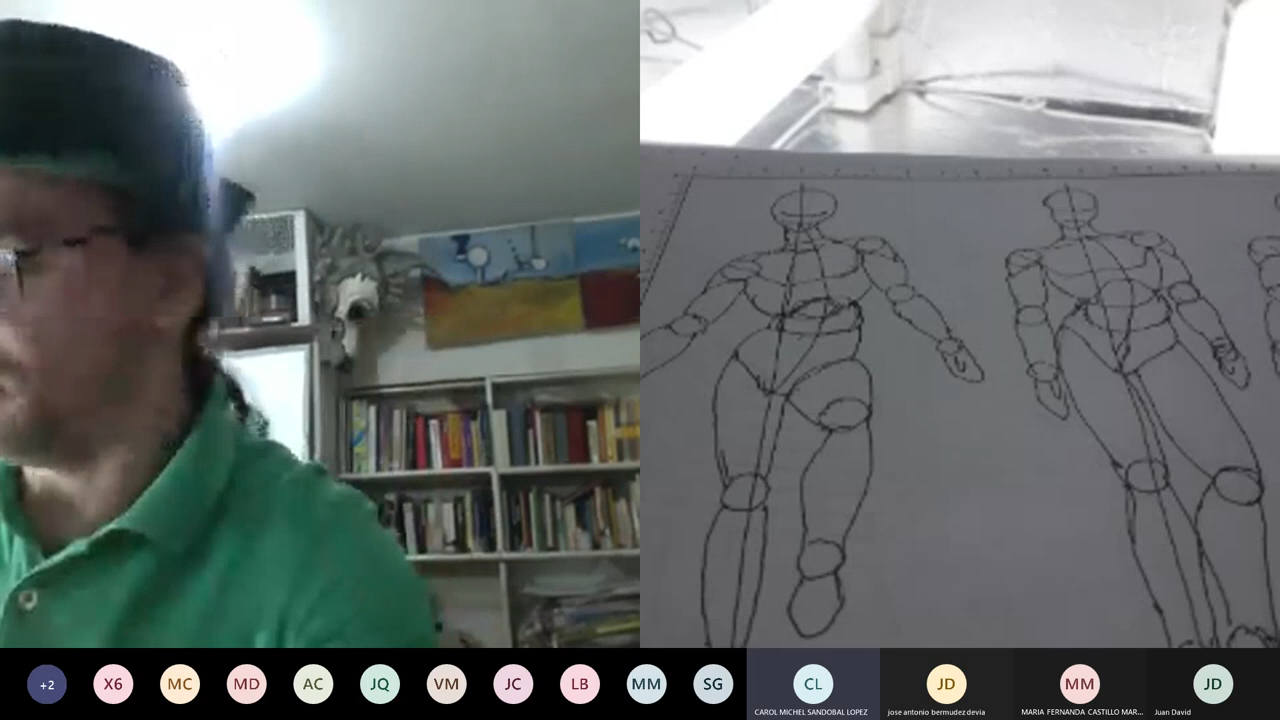 +2
X6
MC
MD
AC
JQ
VM
JC
LB
MM
SG
CL
CAROL MICHEL SANDOBAL LOPEZ
JD
jose antonio bermudez devia
MM
MARIA FERNANDA CASTILLO MAR...
JD
Juan David